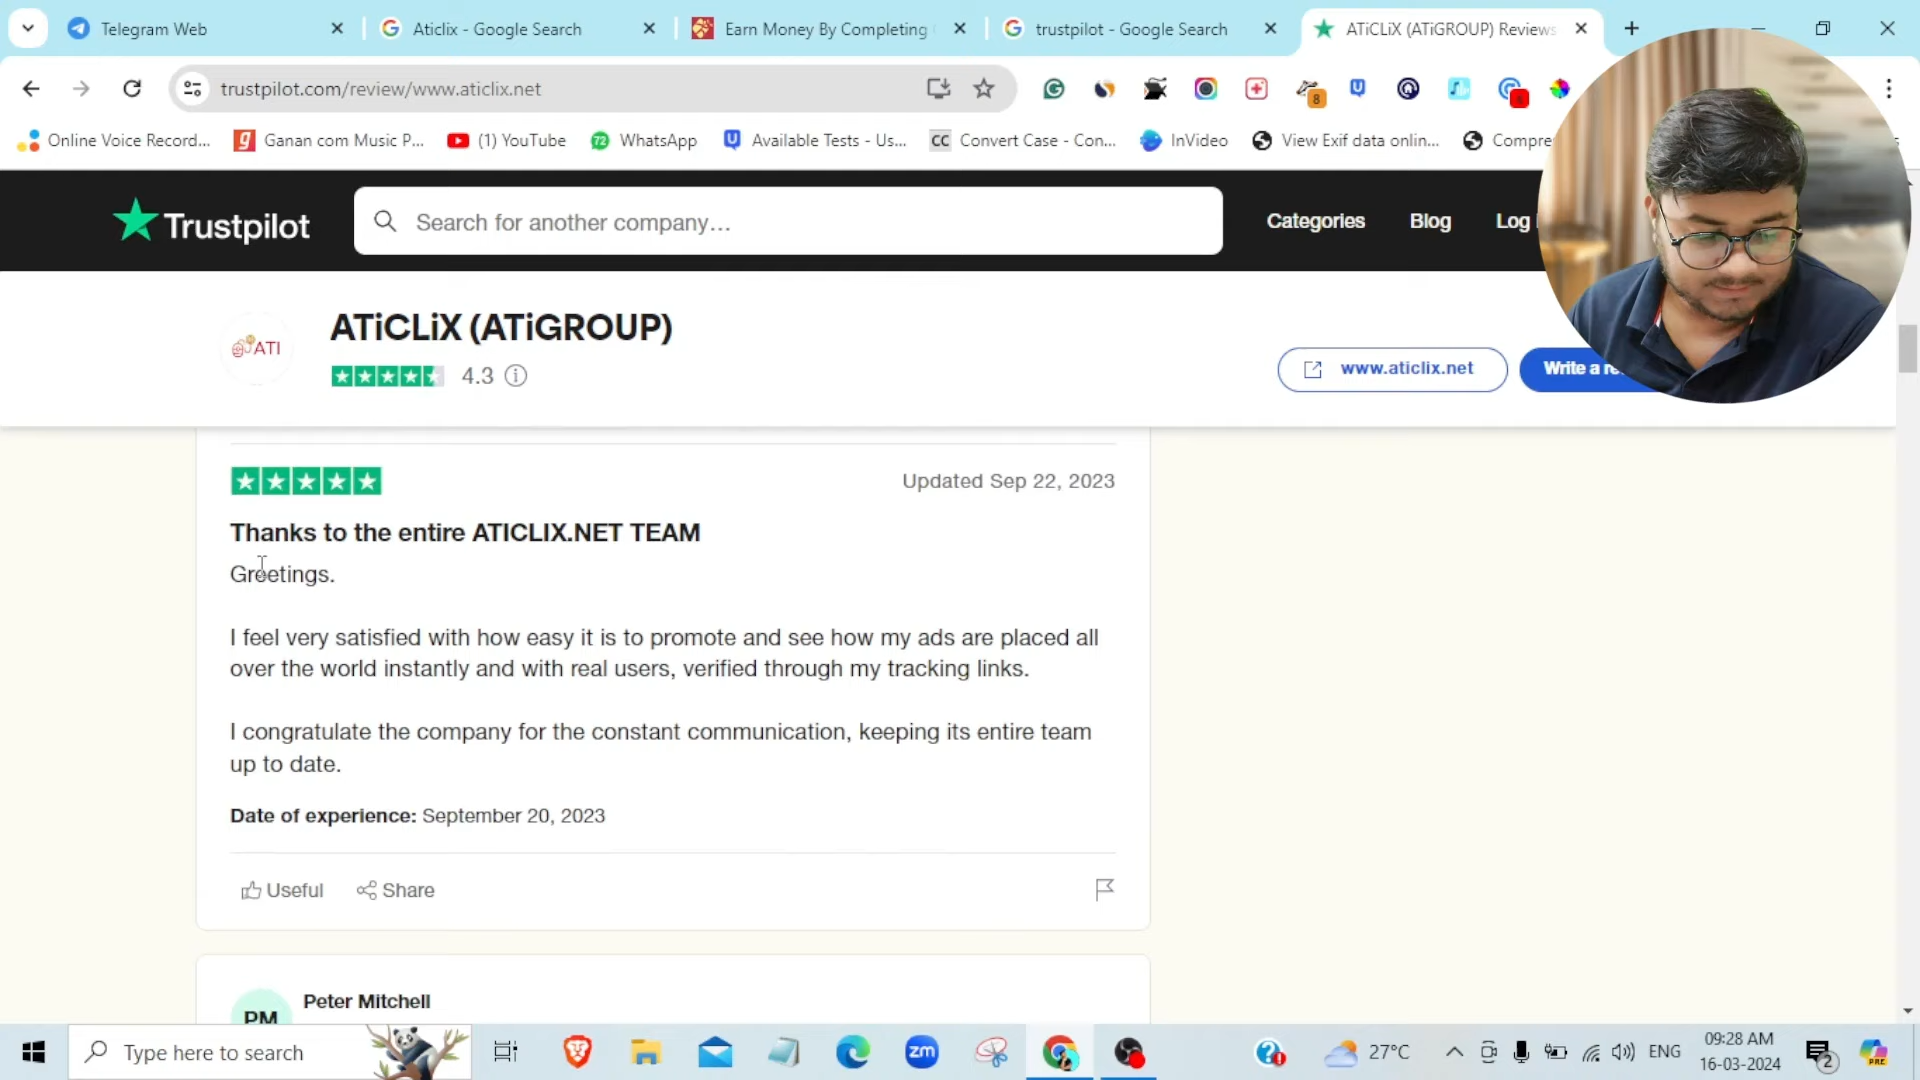 Telegram Web
Aticlix - Google Search
Earn Money By Completing
trustpilot - Google Search
ATiCLiX (ATiGROUP) Reviews
trustpilot.com/review/www.aticlix.net
8
Online Voice Record...
Ganan com Music P...
(1) YouTube
72
WhatsApp
Available Tests - Us...
CC
Convert Case - Con...
InVideo
View Exif data onlin...
Compre
Trustpilot
Search for another company...
Categories
Blog
Log
ATI
ATiCLiX (ATiGROUP)
4.3
www.aticlix.net
Write a re
Updated Sep 22, 2023
Thanks to the entire ATICLIX.NET TEAM
Greetings.
I feel very satisfied with how easy it is to promote and see how my ads are placed all
over the world instantly and with real users, verified through my tracking links.
I congratulate the company for the constant communication, keeping its entire team
up to date.
Date of experience: September 20, 2023
Useful
Share
PM
Peter Mitchell
Type here to search
zm
27°C
ENG
09:28 AM
16-03-2024
2
PRE